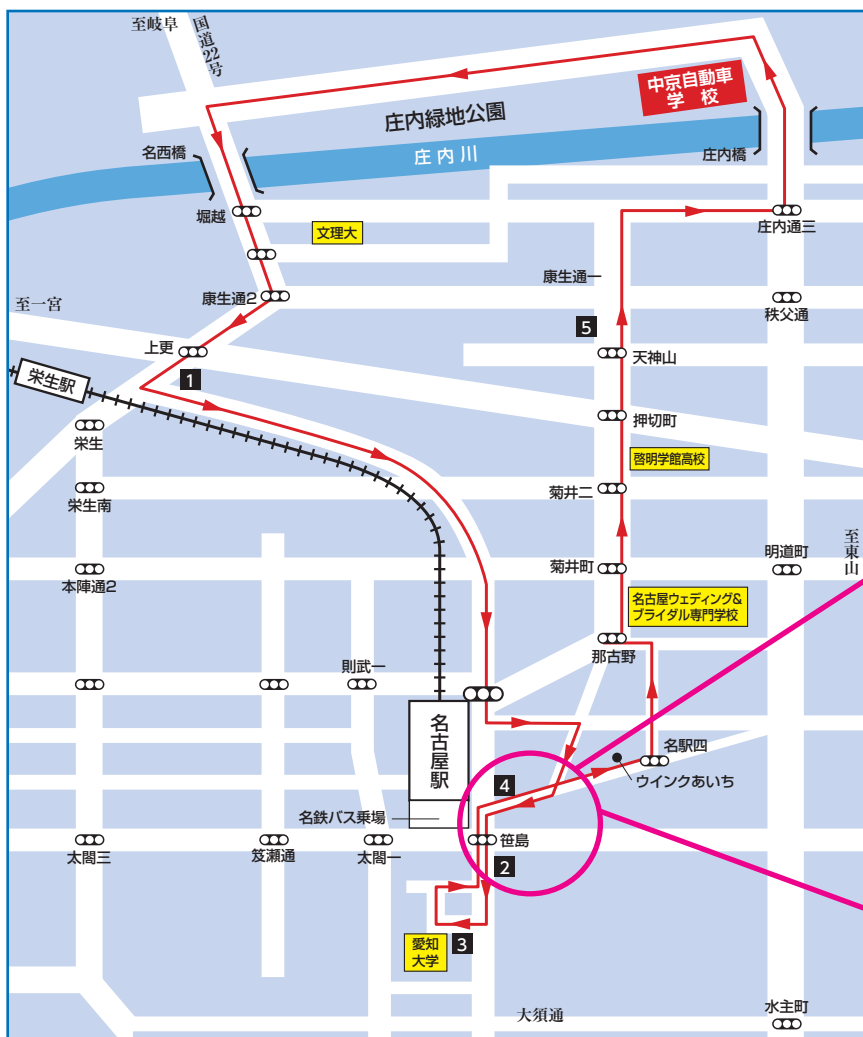 至岐阜
国道22号
中京自動車
学校
庄内緑地公園
名西橋
庄内川
庄内橋
堀越
文理大
庄内通三
康生通一
康生通2
至一宮
秩父通
上更
5
天神山
栄生駅
1
押切町
栄生
啓明学館高校
栄生南
菊井二
至東山
本陣通2
菊井町
明道町
名古屋ウェディング&
ブライダル専門学校
那古野
則武一
名古屋駅
名駅四
4
ウインクあいち
名鉄バス乗場
笹島
太閤三
笈瀬通
太閤一
2
愛知
大学
3
大須通
水主町